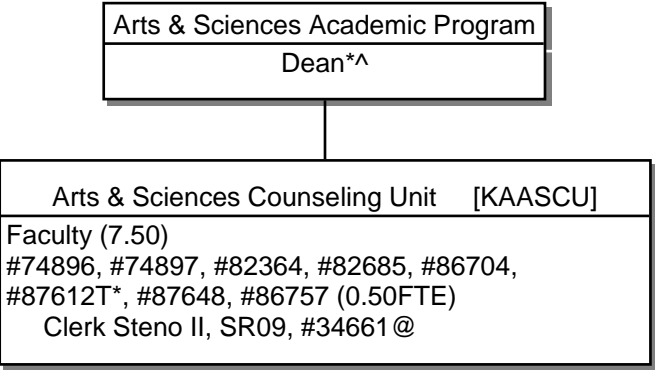 Arts & Sciences Academic Program
Dean*^
Arts & Sciences Counseling Unit [KAASCU]
Faculty (7.50)
#74896, #74897, #82364, #82685, #86704,
#87612T*, #87648, #86757 (0.50FTE)
Clerk Steno II, SR09, #34661@